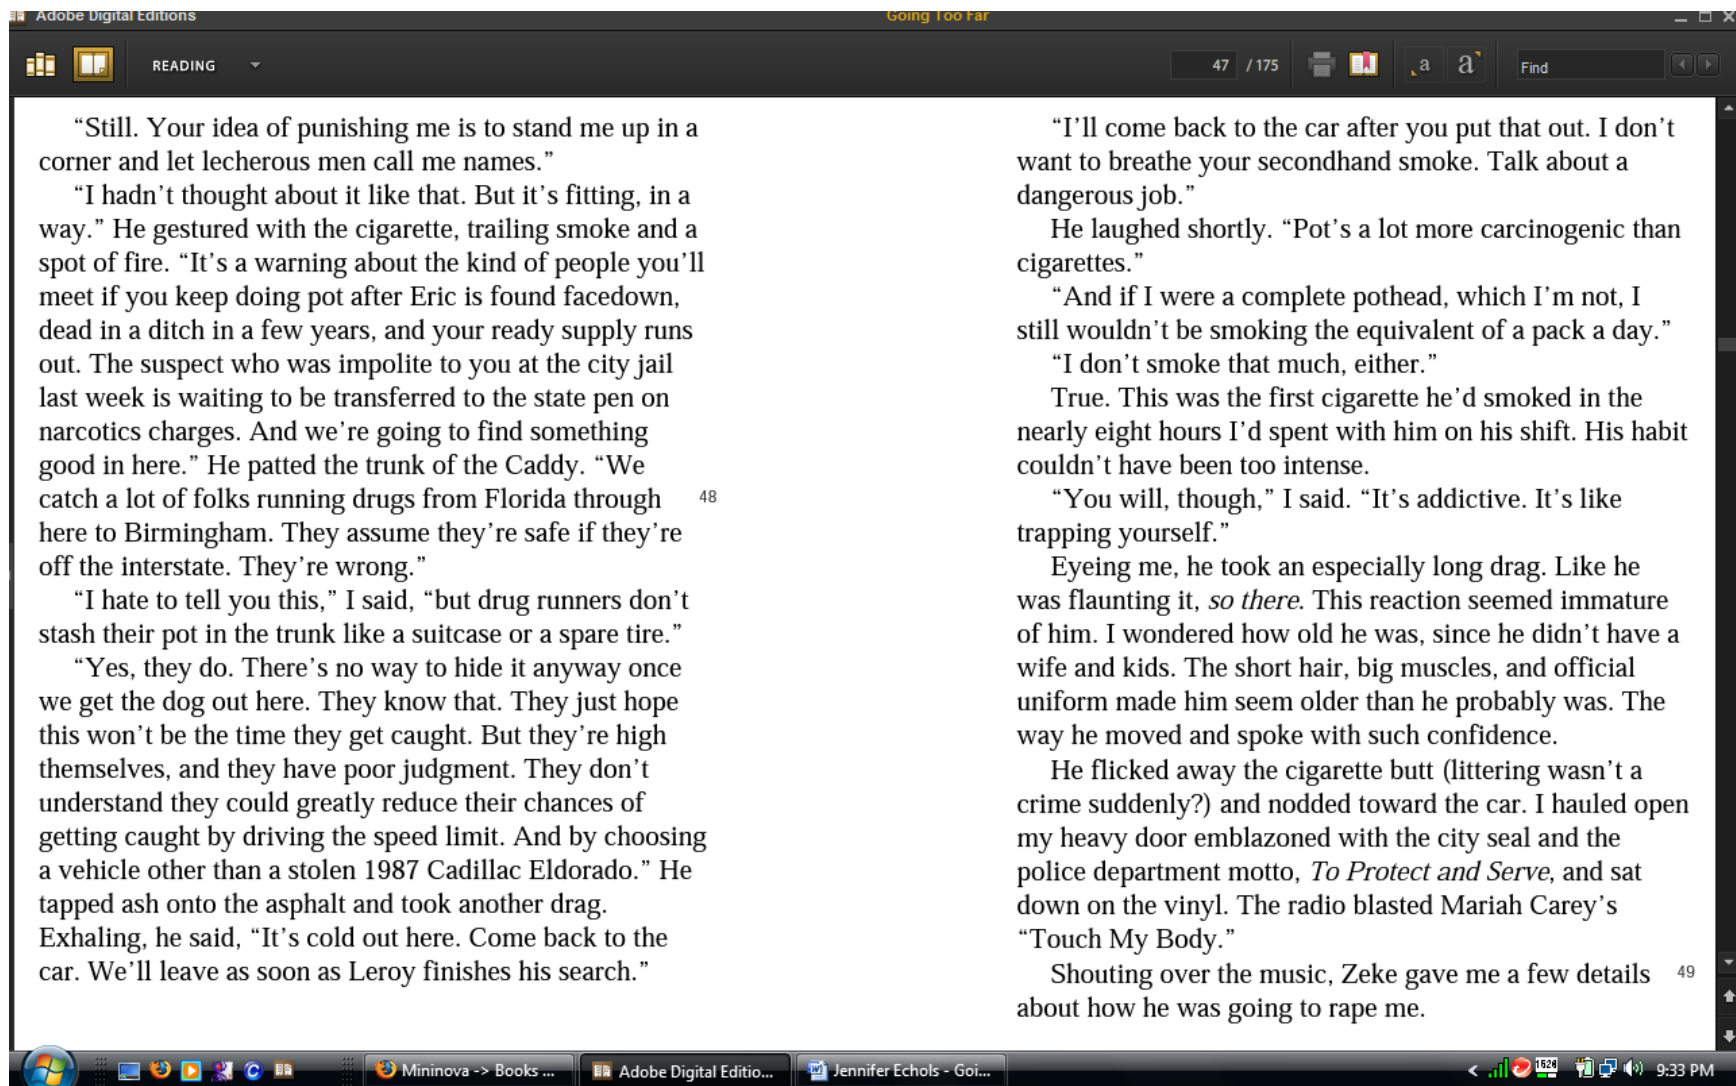 Adobe Digital Editions
Going Too Far
READING
47 / 175
a
a
Find
“Still. Your idea of punishing me is to stand me up in a
corner and let lecherous men call me names.”
“I hadn’t thought about it like that. But it’s fitting, in a
way.” He gestured with the cigarette, trailing smoke and a
spot of fire. “It’s a warning about the kind of people you’ll
meet if you keep doing pot after Eric is found facedown,
dead in a ditch in a few years, and your ready supply runs
out. The suspect who was impolite to you at the city jail
last week is waiting to be transferred to the state pen on
narcotics charges. And we’re going to find something
good in here.” He patted the trunk of the Caddy. “We
catch a lot of folks running drugs from Florida through 48
here to Birmingham. They assume they’re safe if they’re
off the interstate. They’re wrong.”
“I hate to tell you this,” I said, “but drug runners don’t
stash their pot in the trunk like a suitcase or a spare tire.”
“Yes, they do. There’s no way to hide it anyway once
we get the dog out here. They know that. They just hope
this won’t be the time they get caught. But they’re high
themselves, and they have poor judgment. They don’t
understand they could greatly reduce their chances of
getting caught by driving the speed limit. And by choosing
a vehicle other than a stolen 1987 Cadillac Eldorado.” He
tapped ash onto the asphalt and took another drag.
Exhaling, he said, “It’s cold out here. Come back to the
car. We’ll leave as soon as Leroy finishes his search.”
“I’ll come back to the car after you put that out. I don’t
want to breathe your secondhand smoke. Talk about a
dangerous job.”
He laughed shortly. “Pot’s a lot more carcinogenic than
cigarettes.”
“And if I were a complete pothead, which I’m not, I
still wouldn’t be smoking the equivalent of a pack a day.”
“I don’t smoke that much, either.”
True. This was the first cigarette he’d smoked in the
nearly eight hours I’d spent with him on his shift. His habit
couldn’t have been too intense.
“You will, though,” I said. “It’s addictive. It’s like
trapping yourself.”
Eyeing me, he took an especially long drag. Like he
was flaunting it, so there. This reaction seemed immature
of him. I wondered how old he was, since he didn’t have a
wife and kids. The short hair, big muscles, and official
uniform made him seem older than he probably was. The
way he moved and spoke with such confidence.
He flicked away the cigarette butt (littering wasn’t a
crime suddenly?) and nodded toward the car. I hauled open
my heavy door emblazoned with the city seal and the
police department motto, To Protect and Serve, and sat
down on the vinyl. The radio blasted Mariah Carey’s
“Touch My Body.”
Shouting over the music, Zeke gave me a few details 49
about how he was going to rape me.
Mininova -> Books ...
Adobe Digital Editio...
Jennifer Echols - Goi...
9:33 PM